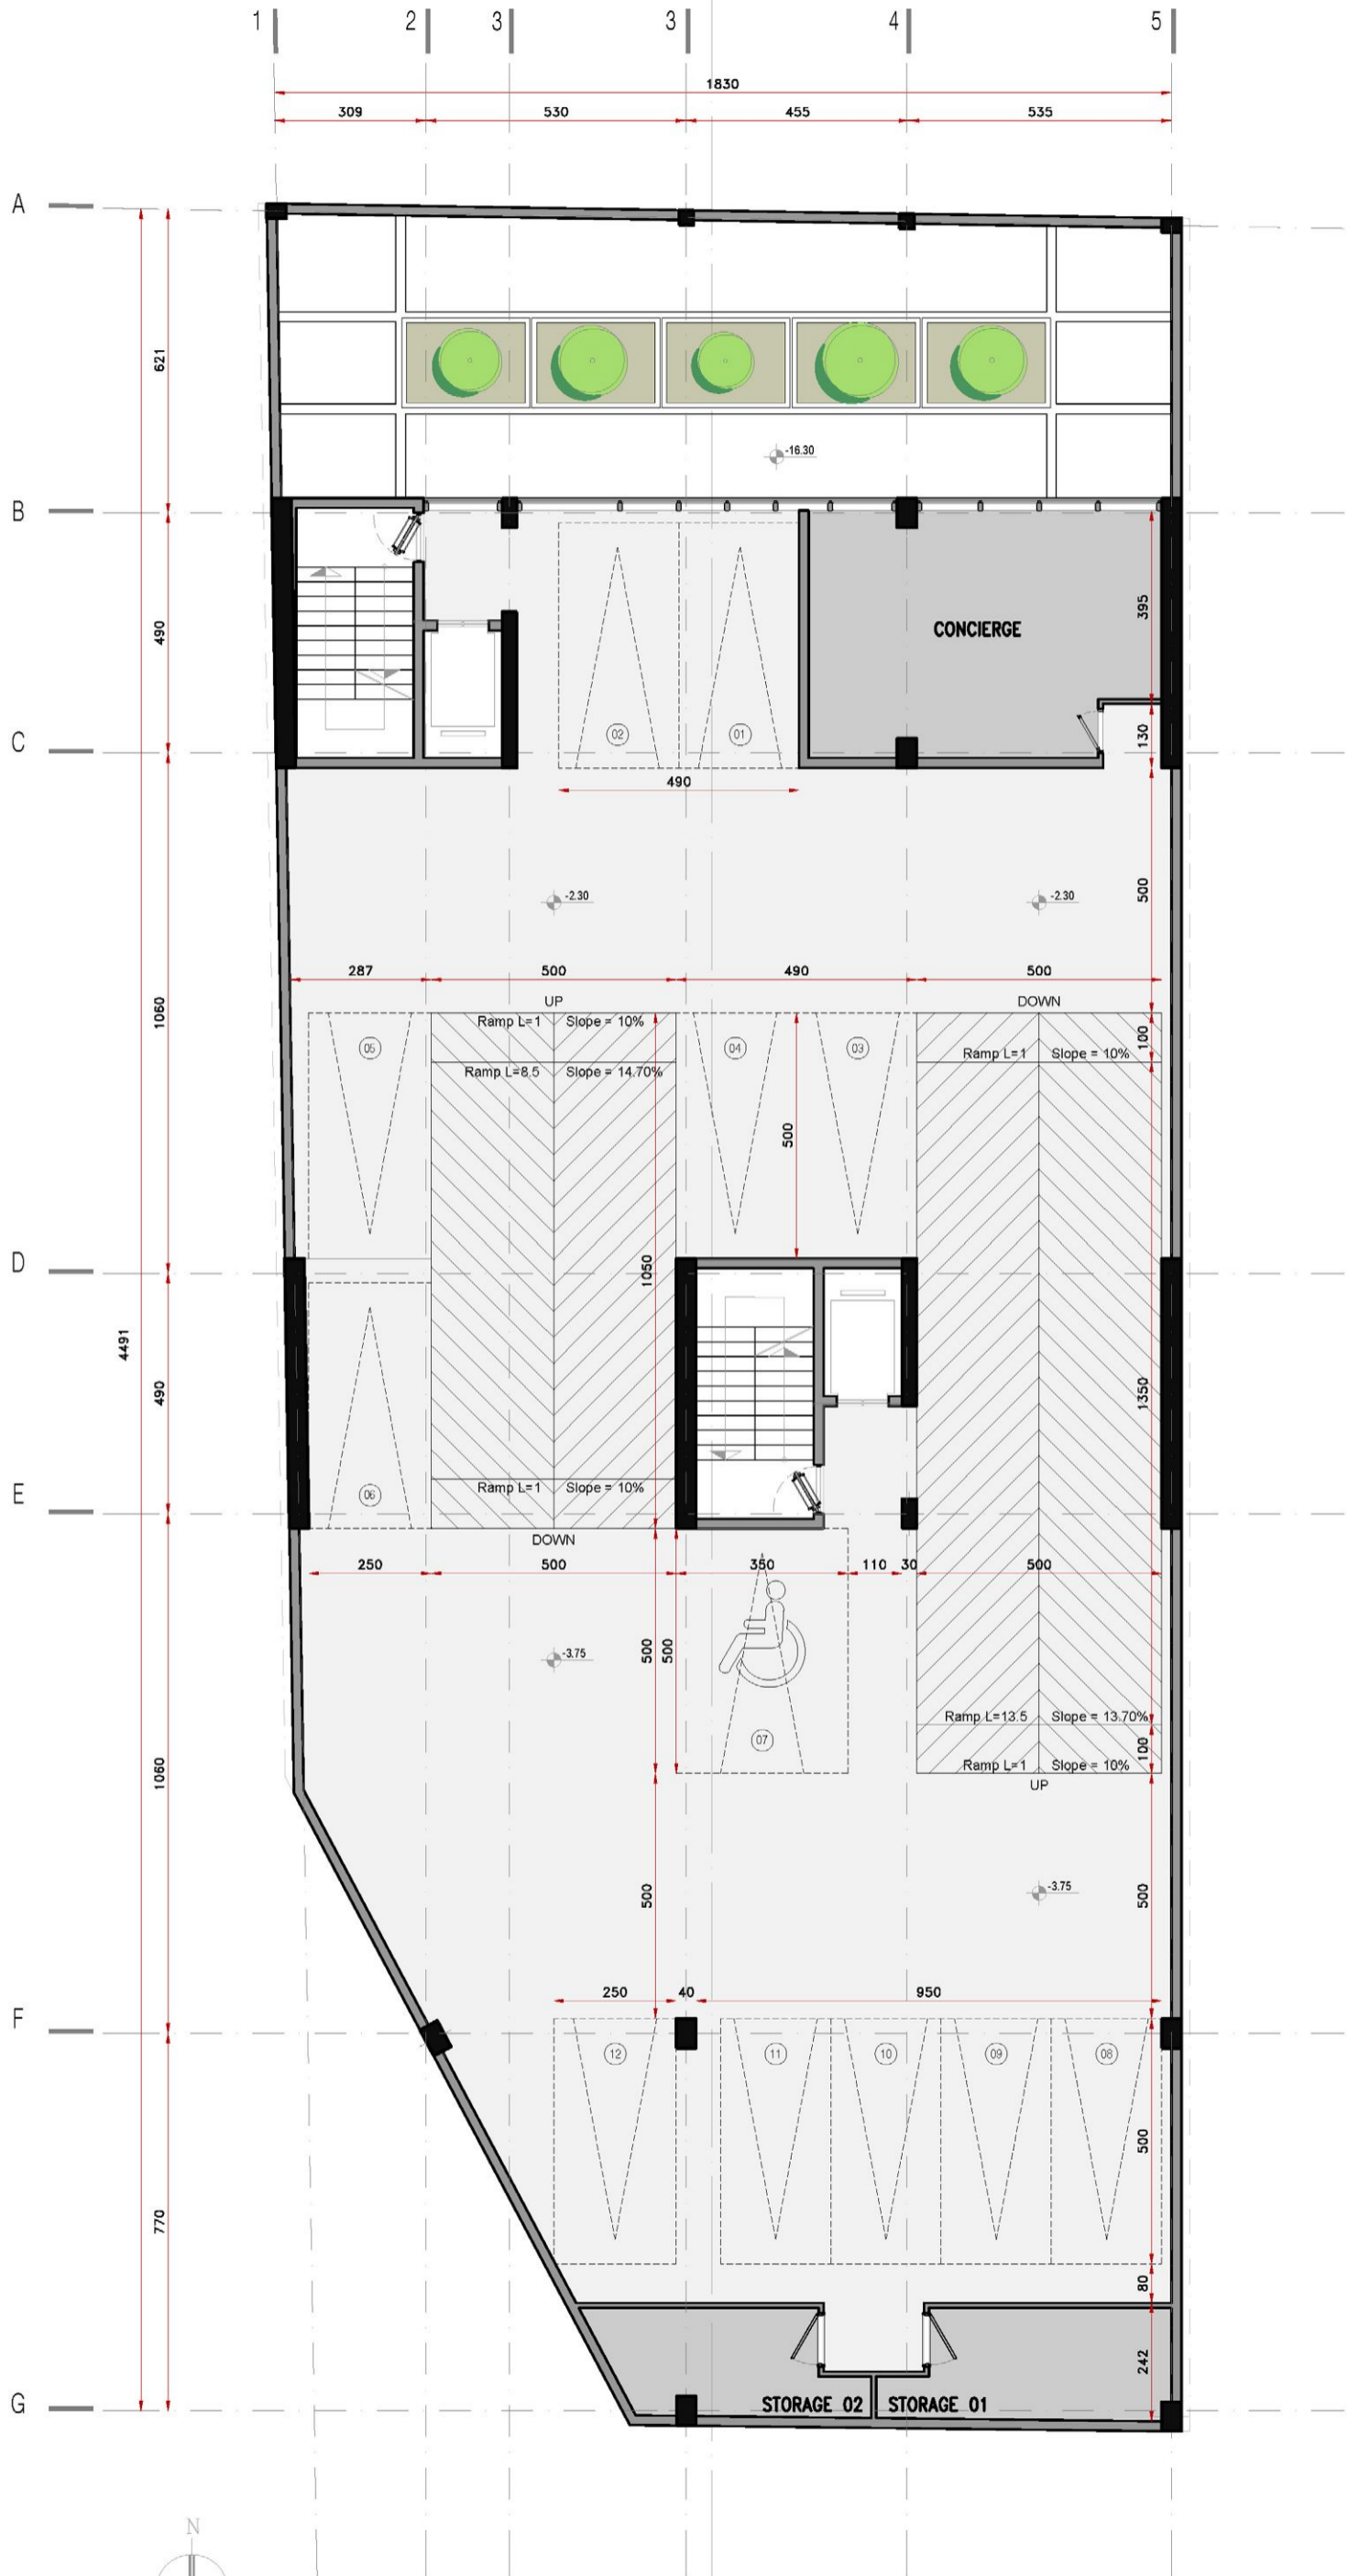 1 2 3 3 4 5
1830
309 530 455 535
A
621
-16.30
B
490
395
CONCIERGE
02 01
C
130
490
-2.30 -2.30
500
287 500 490 500
UP DOWN
Ramp L=1 Slope = 10%
05 04 03
100
Ramp L=1 Slope = 10%
Ramp L=8.5 Slope = 14.70%
1060
500
D
1050
4491
490
1350
Ramp L=1 Slope = 10%
E
06
DOWN
250 500 350 110 30 500
500 500
-3.75
Ramp L=13.5 Slope = 13.70%
07
100
Ramp L=1 Slope = 10%
UP
1060
-3.75
500 500
250 40 950
F
12 11 10 09 08
500
770
80
242
G
STORAGE 02 STORAGE 01
N